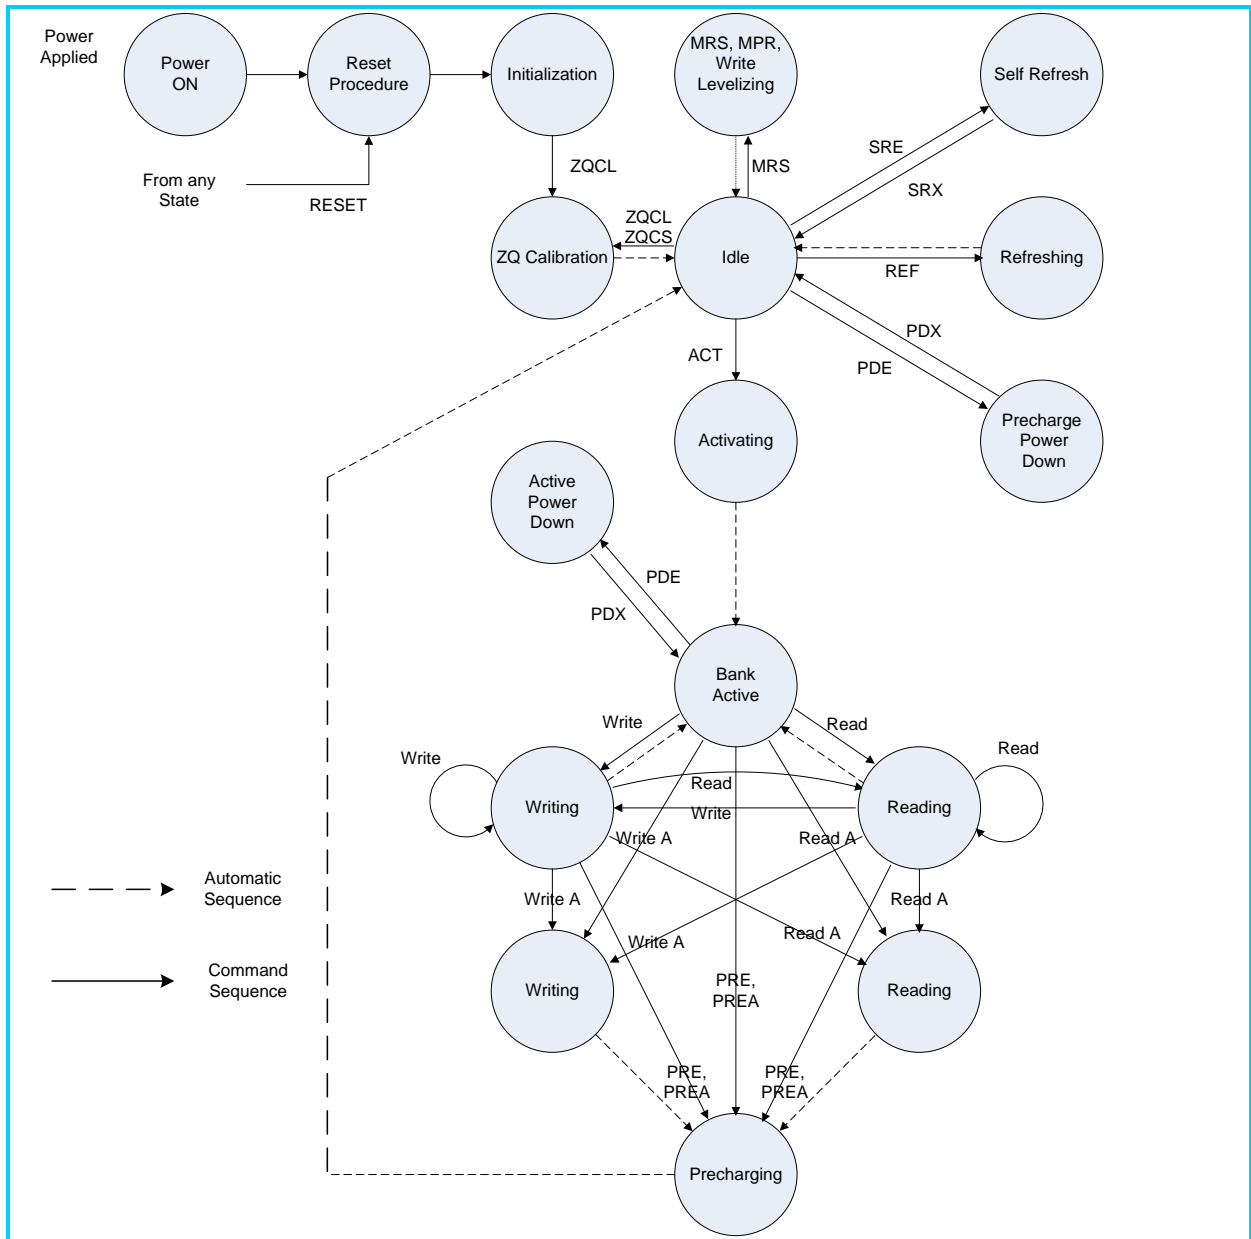 Power
Applied
Power
ON
Reset
Procedure
Initialization
MRS, MPR,
Write
Levelizing
Self Refresh
From any
State
RESET
ZQCL
MRS
SRE
SRX
ZQCL
ZQCS
ZQ Calibration
Idle
REF
Refreshing
ACT
PDX
PDE
Activating
Precharge
Power
Down
Active
Power
Down
PDE
PDX
Bank
Active
Write
Read
Write
Read
Writing
Read
Write
Reading
Write A
Read A
Automatic
Sequence
Write A
Read A
Write A
Read A
Command
Sequence
Writing
PRE,
PREA
Reading
PRE,
PREA
PRE,
PREA
Precharging